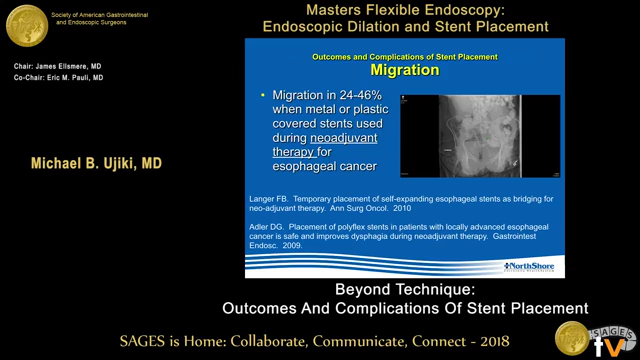 Society of American Gastrointestinal
and Endoscopic Surgeons
Masters Flexible Endoscopy:
Endoscopic Dilation and Stent Placement
Chair: James Ellsmere, MD
Co-Chair: Eric M. Pauli, MD
Michael B. Ujiki, MD
Outcomes and Complications of Stent Placement
Migration
• Migration in 24-46%
when metal or plastic
covered stents used
during neoadjuvant
therapy for
esophageal cancer
Langer FB. Temporary placement of self-expanding esophageal stents as bridging for
neo-adjuvant therapy. Ann Surg Oncol. 2010
Adler DG. Placement of polyflex stents in patients with locally advanced esophageal
cancer is safe and improves dysphagia during neoadjuvant therapy. Gastrointest
Endosc. 2009.
NorthShore
Beyond Technique:
Outcomes And Complications Of Stent Placement
SAGES is Home: Collaborate, Communicate, Connect - 2018
SAGES
tv